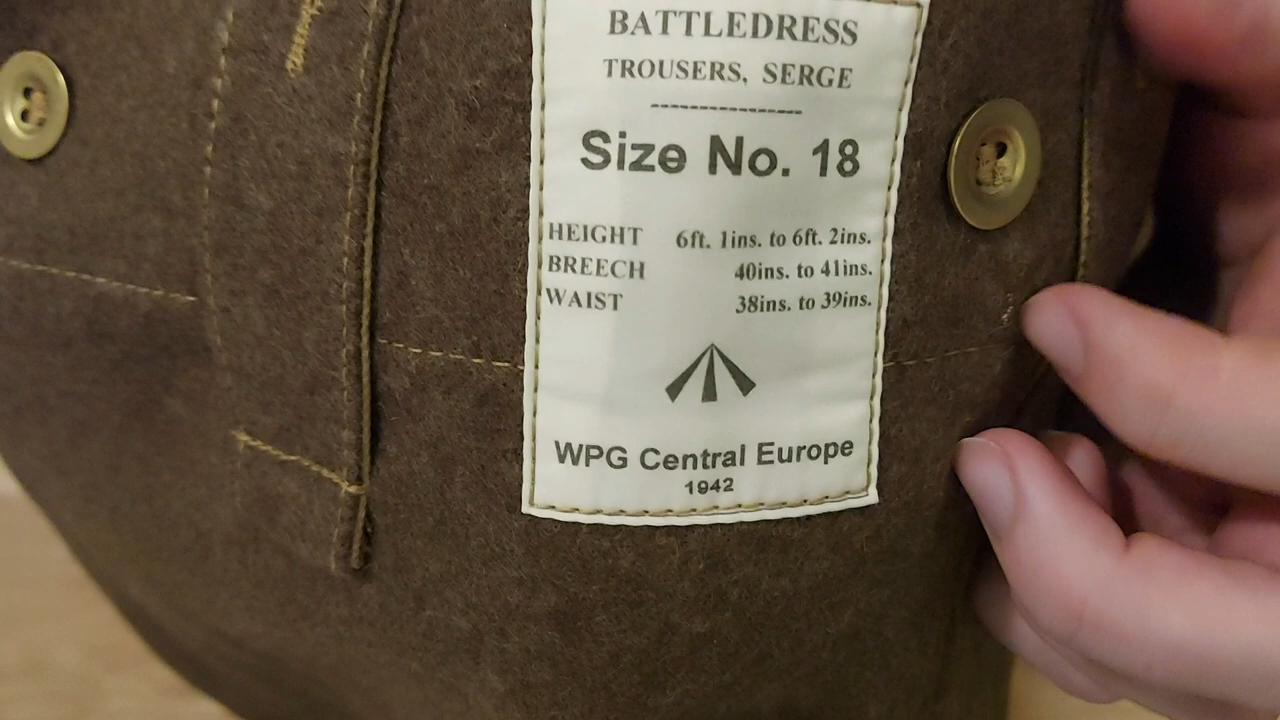 BATTLEDRESS
TROUSERS, SERGE
----------------
Size No. 18
HEIGHT 6ft. 1ins. to 6ft. 2ins.
BREECH 40ins. to 41ins.
WAIST 38ins. to 39ins.
WPG Central Europe
1942